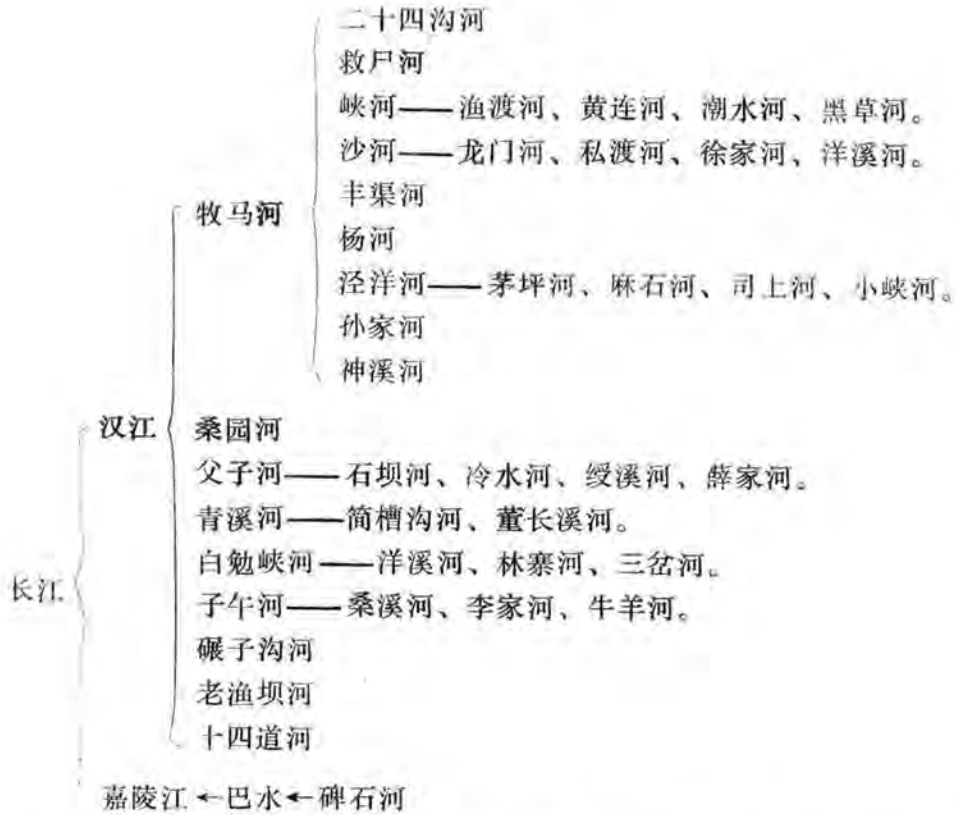 二十四沟河
救尸河
峡河——渔渡河、黄连河、潮水河、黑草河。
沙河——龙门河、私渡河、徐家河、洋溪河。
牧马河
丰渠河
杨河
泾洋河——茅坪河、麻石河、司上河、小峡河。
孙家河
神溪河
汉江
桑园河
父子河——石坝河、冷水河、绶溪河、薛家河。
青溪河——简槽沟河、董长溪河。
白勉峡河——洋溪河、林寨河、三岔河。
长江
子午河——桑溪河、李家河、牛羊河。
碾子沟河
老渔坝河
十四道河
嘉陵江←巴水←碑石河